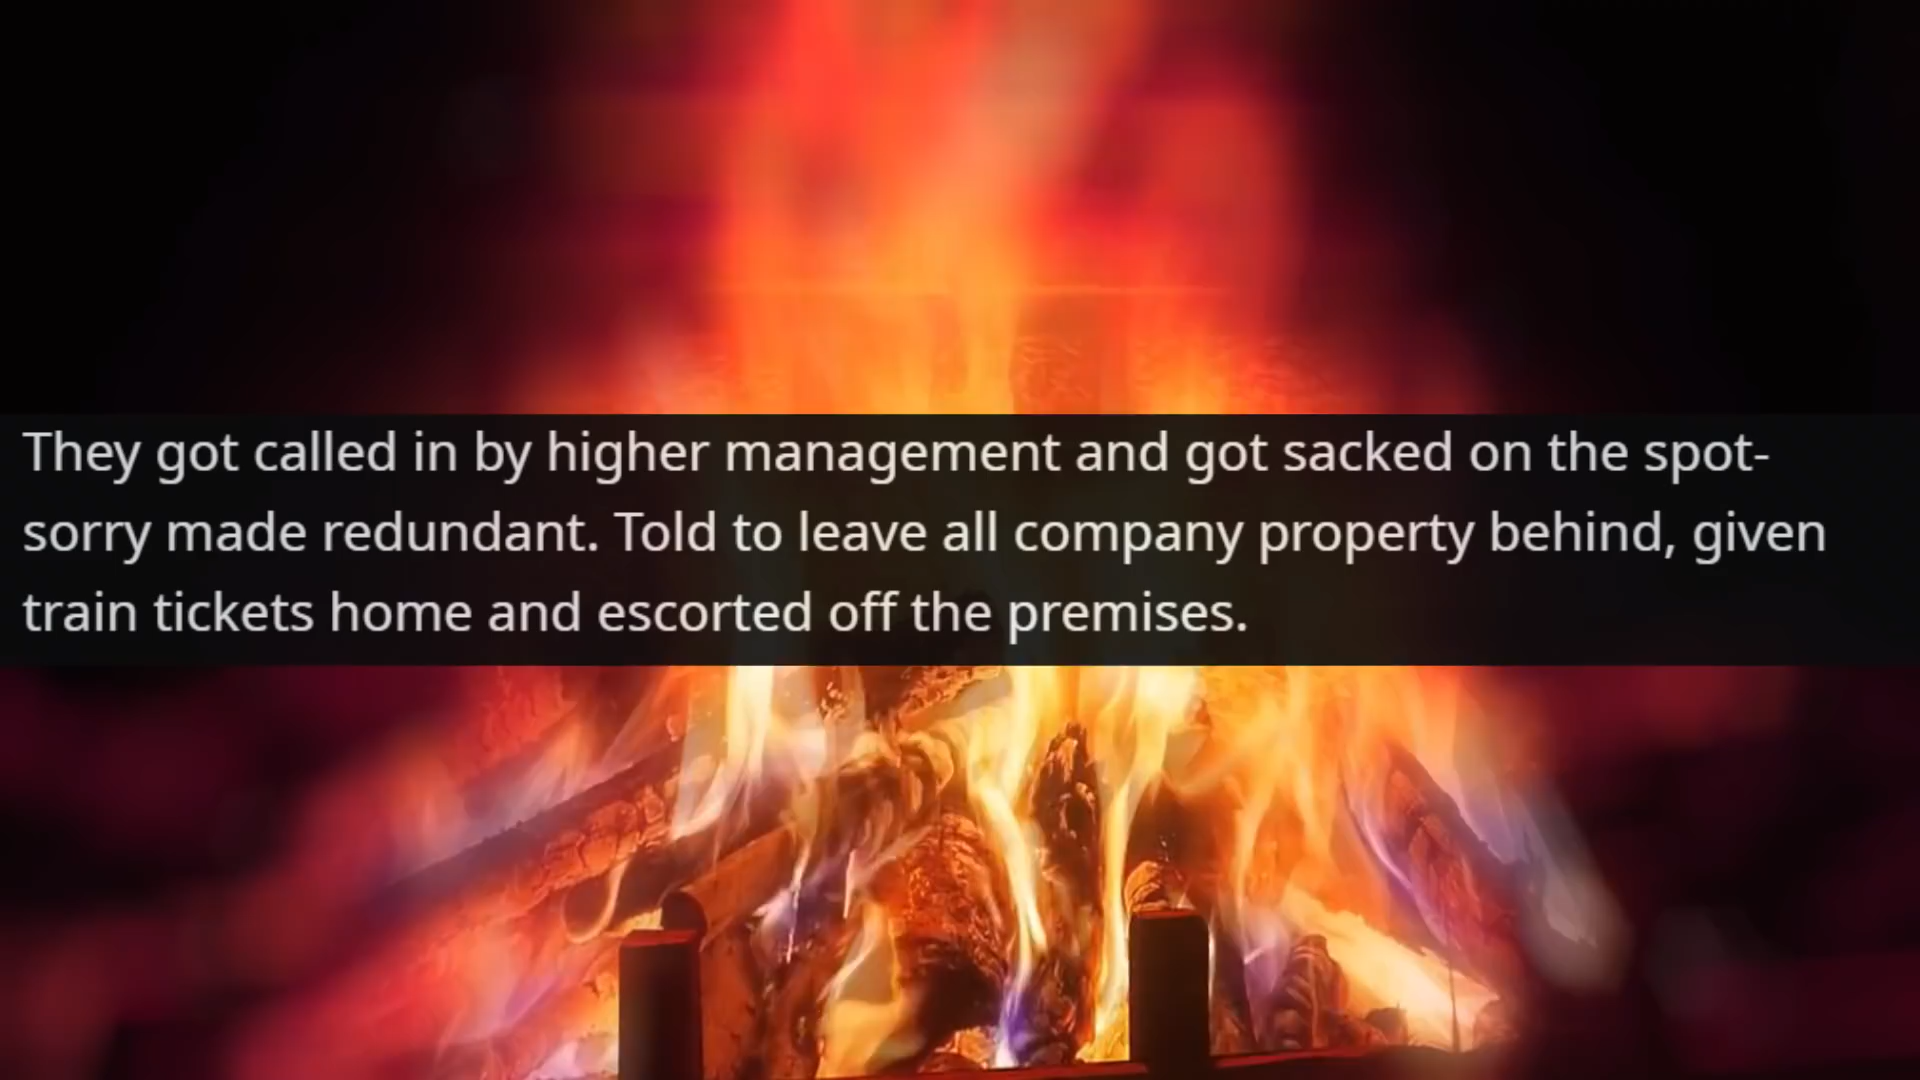 They got called in by higher management and got sacked on the spot-
sorry made redundant. Told to leave all company property behind, given
train tickets home and escorted off the premises.